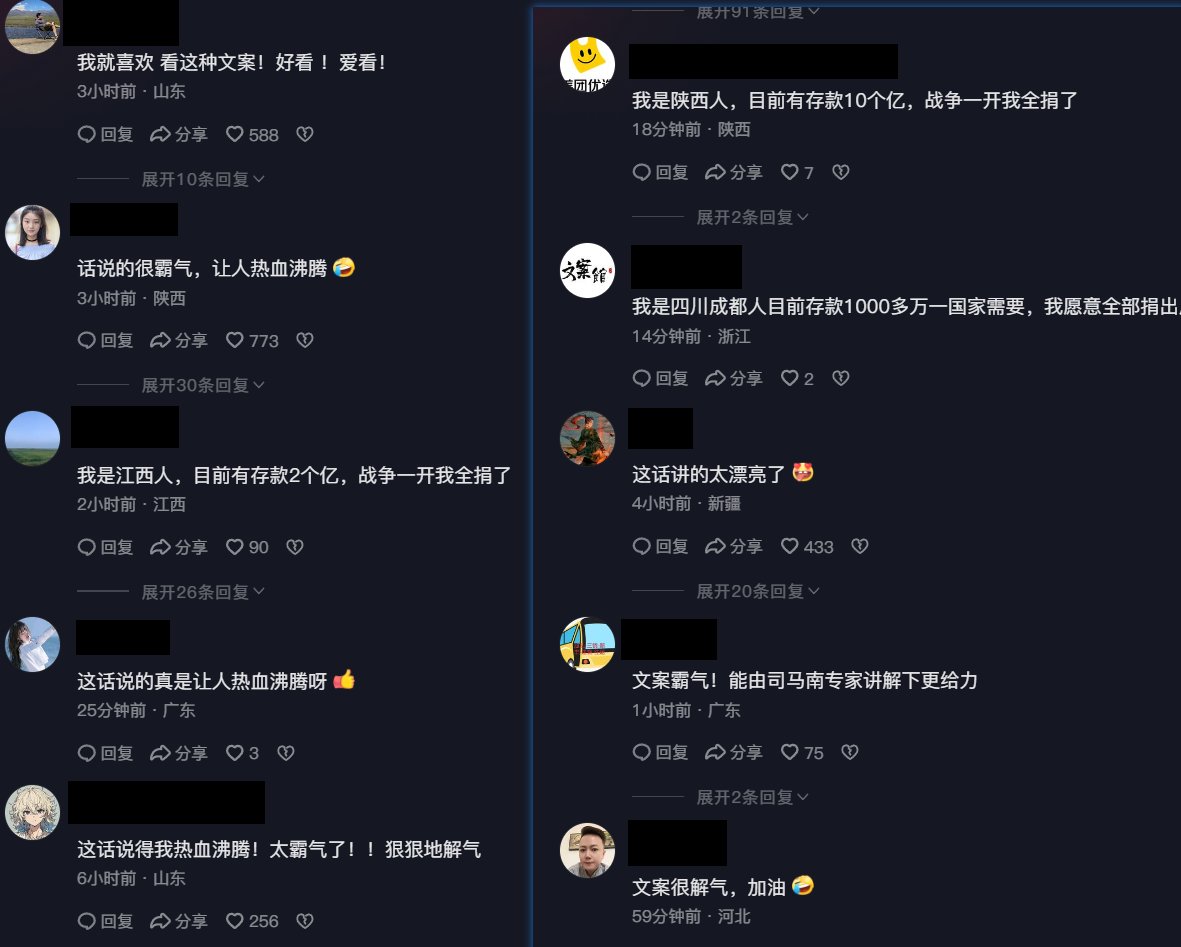 我就喜欢 看这种文案！好看 ！爱看！
3小时前 · 山东
回复 分享 588
展开10条回复
话说的很霸气，让人热血沸腾 🤣
3小时前 · 陕西
回复 分享 773
展开30条回复
我是江西人，目前有存款2个亿，战争一开我全捐了
2小时前 · 江西
回复 分享 90
展开26条回复
这话说的真是让人热血沸腾呀 👍
25分钟前 · 广东
回复 分享 3
这话说得我热血沸腾！太霸气了！！狠狠地解气
6小时前 · 山东
回复 分享 256
展开91条回复
美团优选
我是陕西人，目前有存款10个亿，战争一开我全捐了
18分钟前 · 陕西
回复 分享 7
展开2条回复
文案馆
我是四川成都人目前存款1000多万一国家需要，我愿意全部捐出
14分钟前 · 浙江
回复 分享 2
这话讲的太漂亮了 🤩
4小时前 · 新疆
回复 分享 433
展开20条回复
文案霸气！能由司马南专家讲解下更给力
1小时前 · 广东
回复 分享 75
展开2条回复
文案很解气，加油 🤣
59分钟前 · 河北